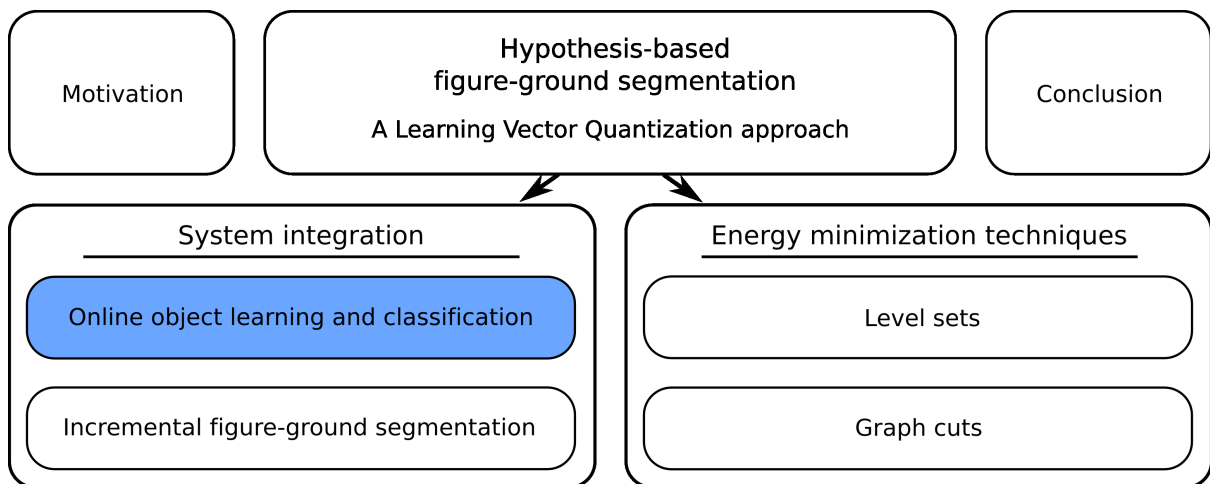 Motivation
Hypothesis-based
figure-ground segmentation
A Learning Vector Quantization approach
Conclusion
System integration
Online object learning and classification
Incremental figure-ground segmentation
Energy minimization techniques
Level sets
Graph cuts